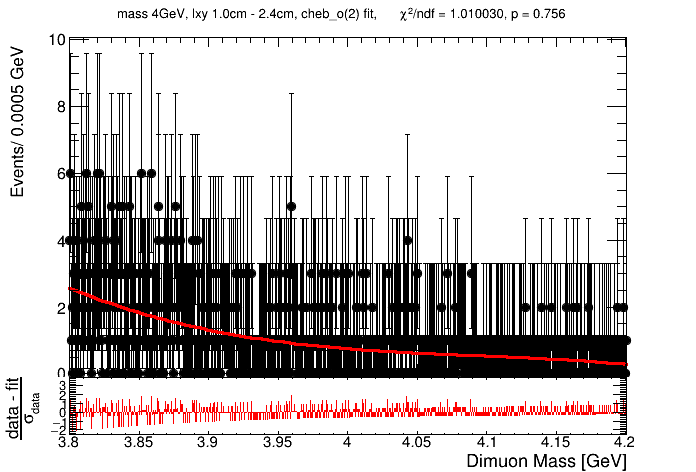 mass 4GeV, lxy 1.0cm - 2.4cm, cheb_o(2) fit, χ²/ndf = 1.010030, p = 0.756
Events/ 0.0005 GeV
10
8
6
4
2
0
data - fit
σdata
3
2
1
0
−1
−2
3.8 3.85 3.9 3.95 4 4.05 4.1 4.15 4.2
Dimuon Mass [GeV]